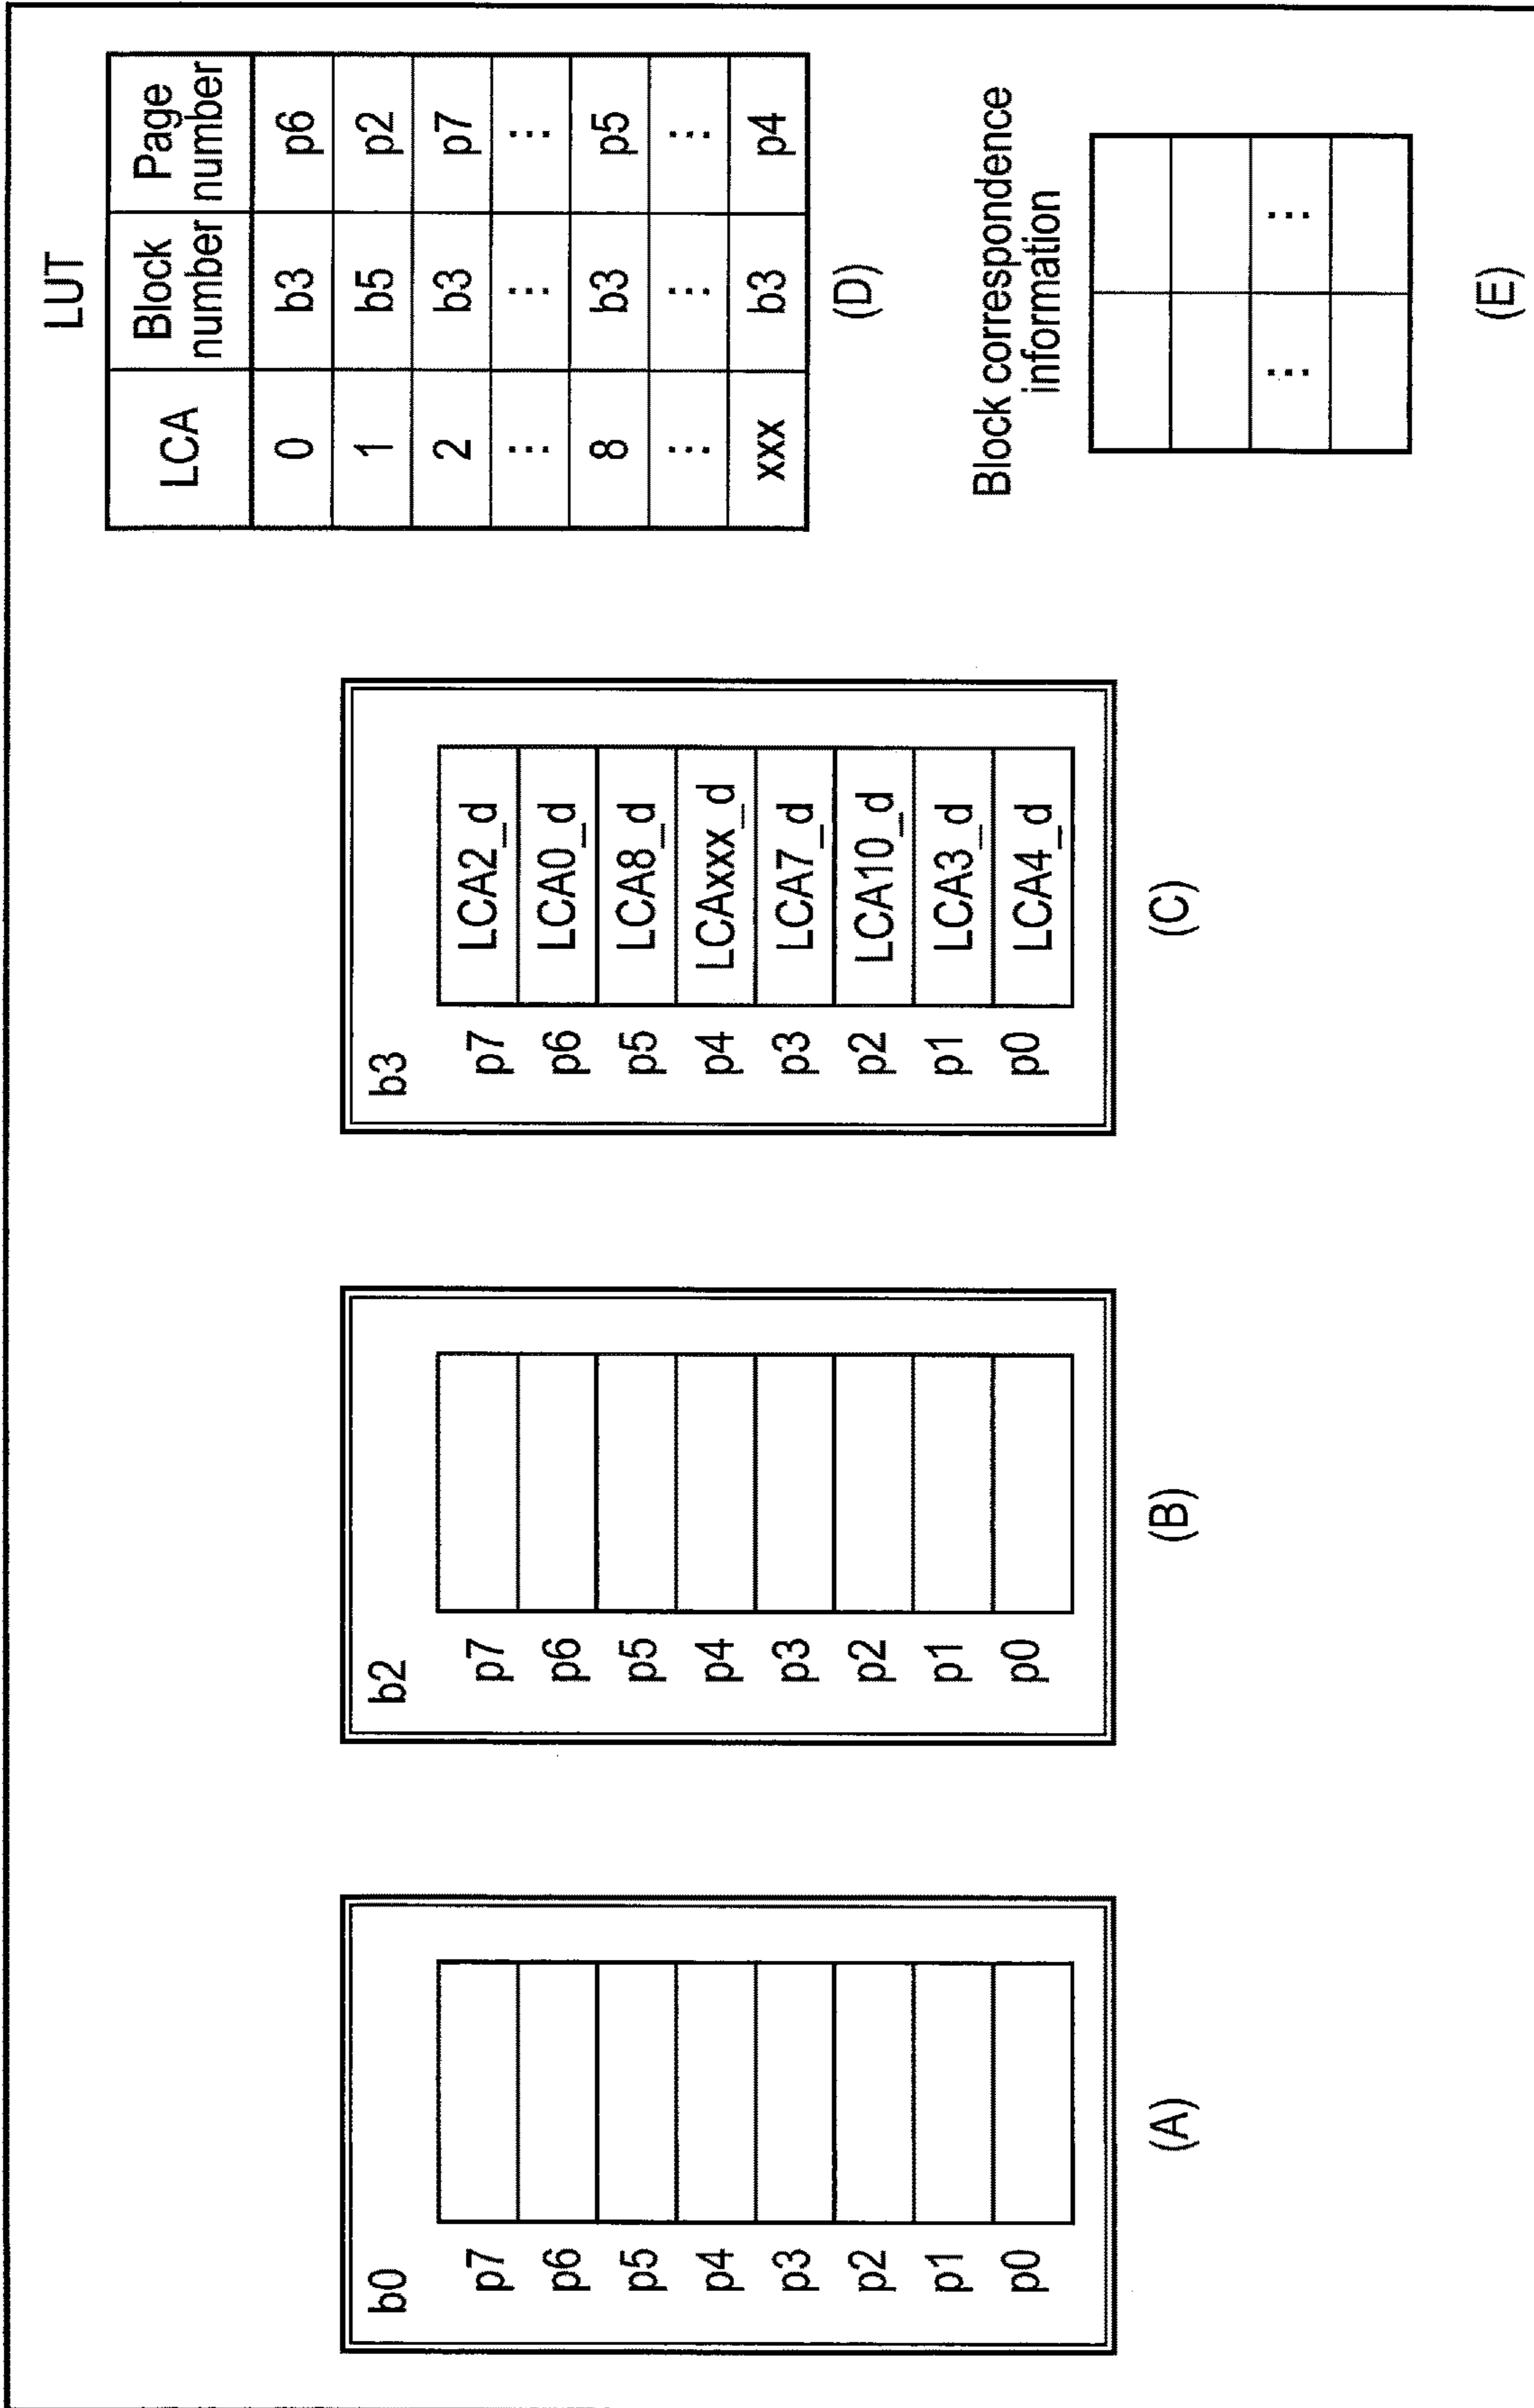 b0
p7
p6
p5
p4
p3
p2
p1
p0
(A)
b2
p7
p6
p5
p4
p3
p2
p1
p0
(B)
b3
p7 LCA2_d
p6 LCA0_d
p5 LCA8_d
p4 LCAxxx_d
p3 LCA7_d
p2 LCA10_d
p1 LCA3_d
p0 LCA4_d
(C)
LUT
LCA Block number Page number
0 b3 p6
1 b5 p2
2 b3 p7
⋮ ⋮ ⋮
8 b3 p5
⋮ ⋮ ⋮
xxx b3 p4
(D)
Block correspondence
information
⋮ ⋮
(E)